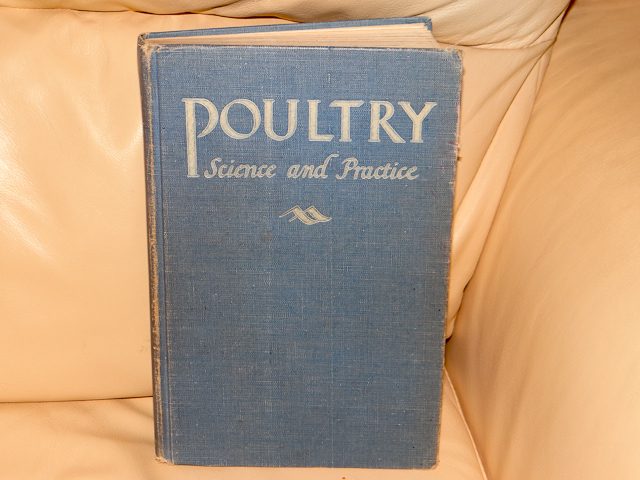 POULTRY
Science and Practice